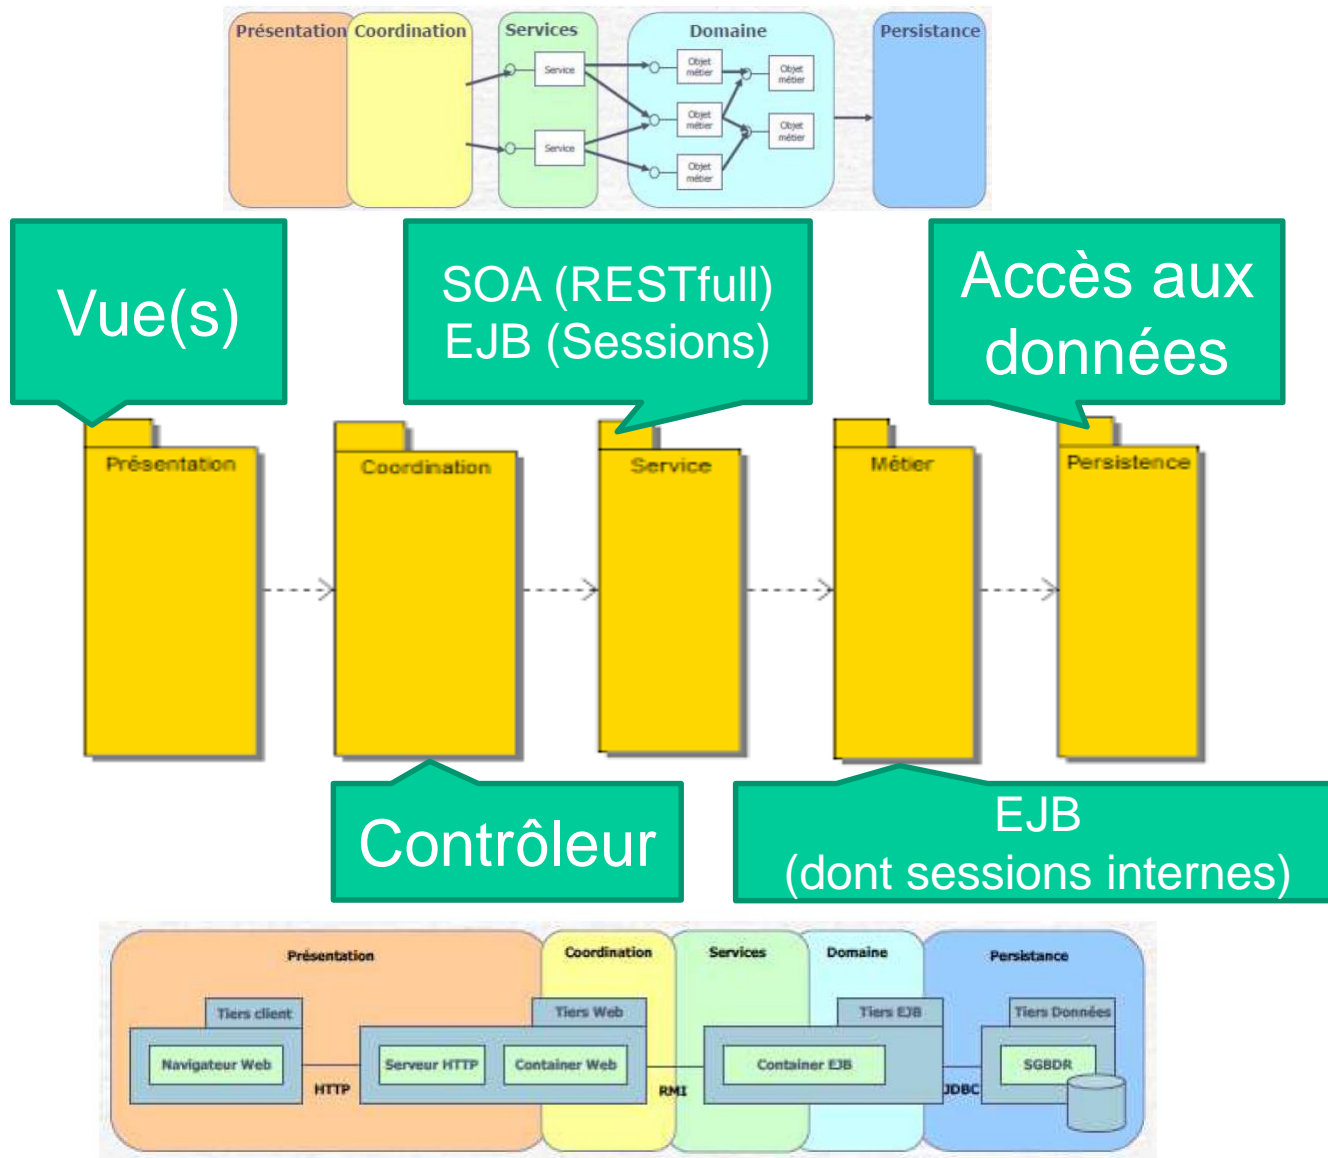 Présentation
Coordination
Services
Domaine
Persistance
Service
Service
Objet
métier
Objet
métier
Objet
métier
Objet
métier
Objet
métier
Vue(s)
SOA (RESTfull)
EJB (Sessions)
Accès aux
données
Présentation
Coordination
Service
Métier
Persistence
Contrôleur
EJB
(dont sessions internes)
Présentation
Coordination
Services
Domaine
Persistance
Tiers client
Tiers Web
Tiers EJB
Tiers Données
Navigateur Web
Serveur HTTP
Container Web
Container EJB
SGBDR
HTTP
RMI
JDBC